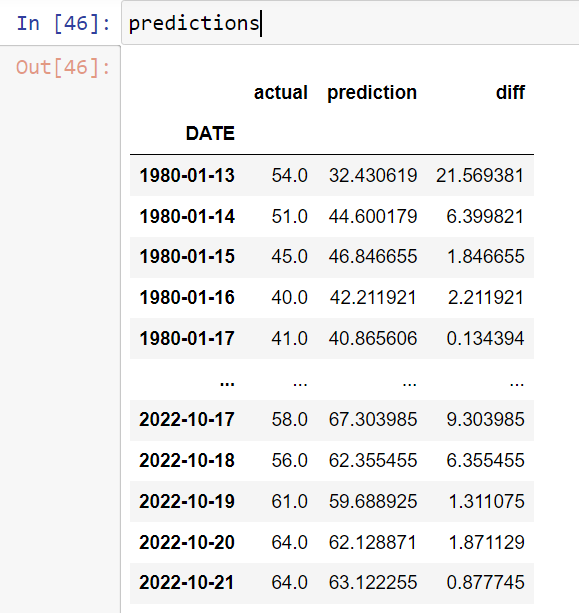 In [46]: predictions
Out[46]:
actual prediction diff
DATE
1980-01-13 54.0 32.430619 21.569381
1980-01-14 51.0 44.600179 6.399821
1980-01-15 45.0 46.846655 1.846655
1980-01-16 40.0 42.211921 2.211921
1980-01-17 41.0 40.865606 0.134394
... ... ... ...
2022-10-17 58.0 67.303985 9.303985
2022-10-18 56.0 62.355455 6.355455
2022-10-19 61.0 59.688925 1.311075
2022-10-20 64.0 62.128871 1.871129
2022-10-21 64.0 63.122255 0.877745